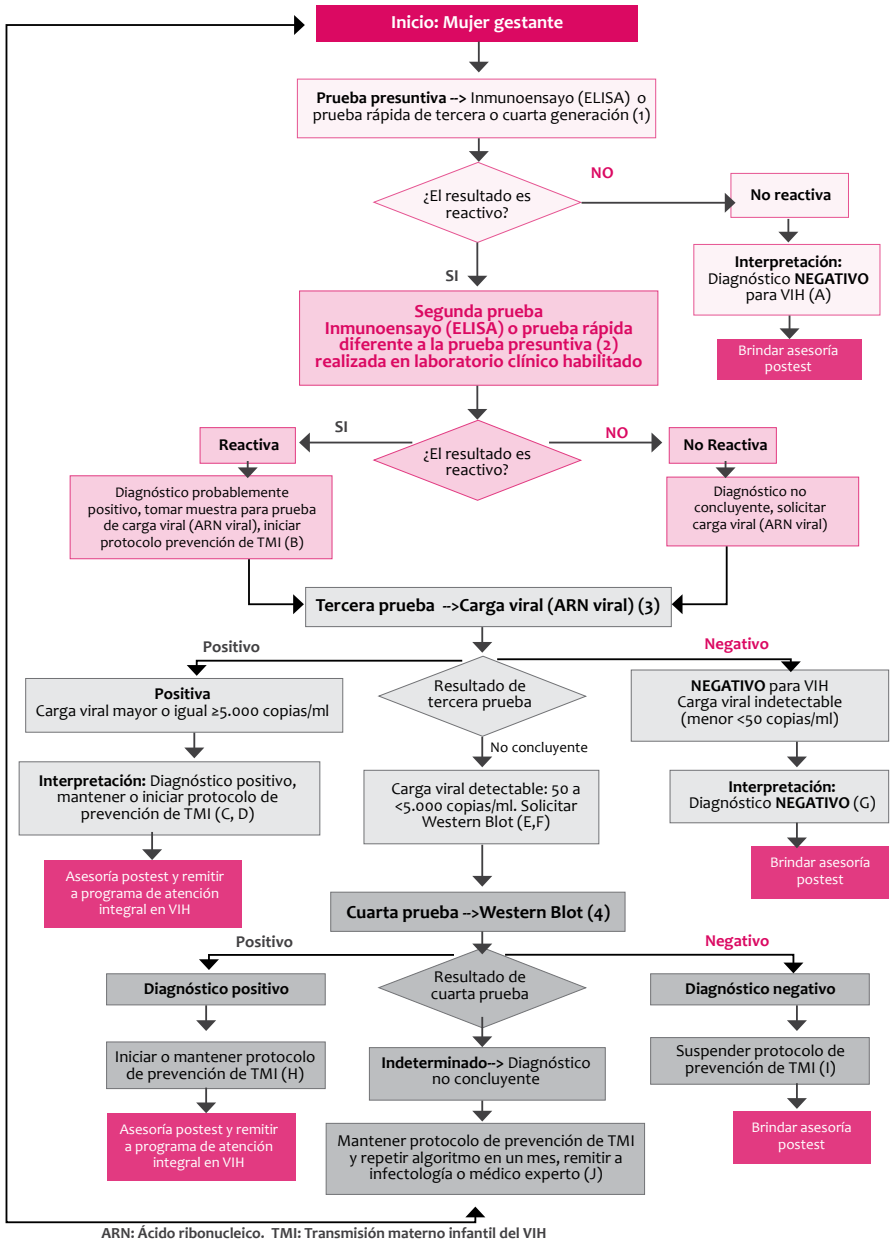 Inicio: Mujer gestante
Prueba presuntiva --> Inmunoensayo (ELISA) o
prueba rápida de tercera o cuarta generación (1)
¿El resultado es
reactivo?
NO
No reactiva
Interpretación:
Diagnóstico NEGATIVO
para VIH (A)
Brindar asesoría
postest
SI
Segunda prueba
Inmunoensayo (ELISA) o prueba rápida
diferente a la prueba presuntiva (2)
realizada en laboratorio clínico habilitado
¿El resultado es
reactivo?
SI
Reactiva
Diagnóstico probablemente
positivo, tomar muestra para prueba
de carga viral (ARN viral), iniciar
protocolo prevención de TMI (B)
NO
No Reactiva
Diagnóstico no
concluyente, solicitar
carga viral (ARN viral)
Tercera prueba -->Carga viral (ARN viral) (3)
Resultado de
tercera prueba
Positivo
Positiva
Carga viral mayor o igual ≥5.000 copias/ml
Interpretación: Diagnóstico positivo,
mantener o iniciar protocolo de
prevención de TMI (C, D)
Asesoría postest y remitir
a programa de atención
integral en VIH
No concluyente
Carga viral detectable: 50 a
<5.000 copias/ml. Solicitar
Western Blot (E,F)
Negativo
NEGATIVO para VIH
Carga viral indetectable
(menor <50 copias/ml)
Interpretación:
Diagnóstico NEGATIVO (G)
Brindar asesoría
postest
Cuarta prueba -->Western Blot (4)
Resultado de
cuarta prueba
Positivo
Diagnóstico positivo
Iniciar o mantener protocolo
de prevención de TMI (H)
Asesoría postest y remitir
a programa de atención
integral en VIH
Indeterminado--> Diagnóstico
no concluyente
Mantener protocolo de prevención de TMI
y repetir algoritmo en un mes, remitir a
infectología o médico experto (J)
Negativo
Diagnóstico negativo
Suspender protocolo de
prevención de TMI (I)
Brindar asesoría
postest
ARN: Ácido ribonucleico. TMI: Transmisión materno infantil del VIH